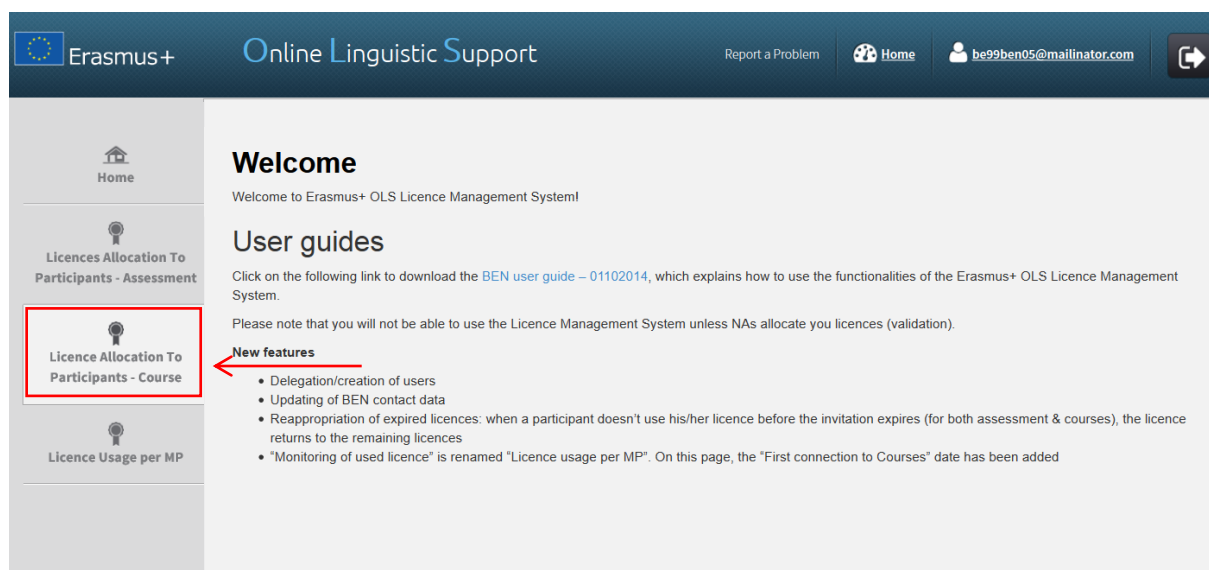 Erasmus+
Online Linguistic Support
Report a Problem
Home
be99ben05@mailinator.com
Home
Licences Allocation To
Participants - Assessment
Licence Allocation To
Participants - Course
Licence Usage per MP
Welcome
Welcome to Erasmus+ OLS Licence Management System!
User guides
Click on the following link to download the BEN user guide – 01102014, which explains how to use the functionalities of the Erasmus+ OLS Licence Management
System.
Please note that you will not be able to use the Licence Management System unless NAs allocate you licences (validation).
New features
• Delegation/creation of users
• Updating of BEN contact data
• Reappropriation of expired licences: when a participant doesn't use his/her licence before the invitation expires (for both assessment & courses), the licence
returns to the remaining licences
• “Monitoring of used licence” is renamed “Licence usage per MP”. On this page, the “First connection to Courses” date has been added